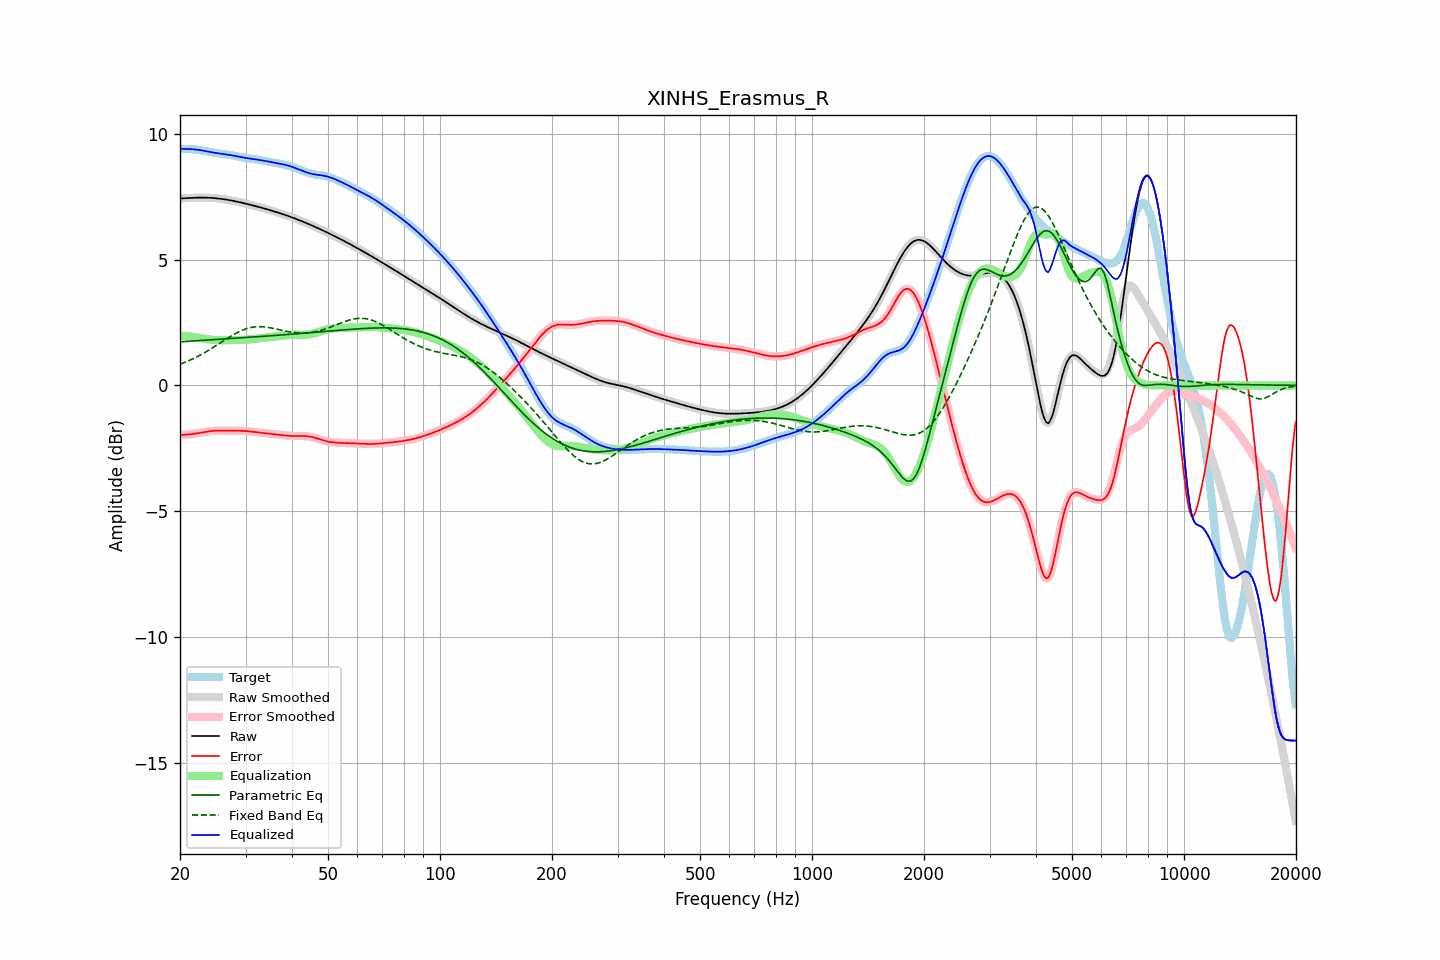 XINHS_Erasmus_R
Amplitude (dBr)
10
5
0
−5
−10
−15
Target
Raw Smoothed
Error Smoothed
Raw
Error
Equalization
Parametric Eq
Fixed Band Eq
Equalized
20 50 100 200 500 1000 2000 5000 10000 20000
Frequency (Hz)